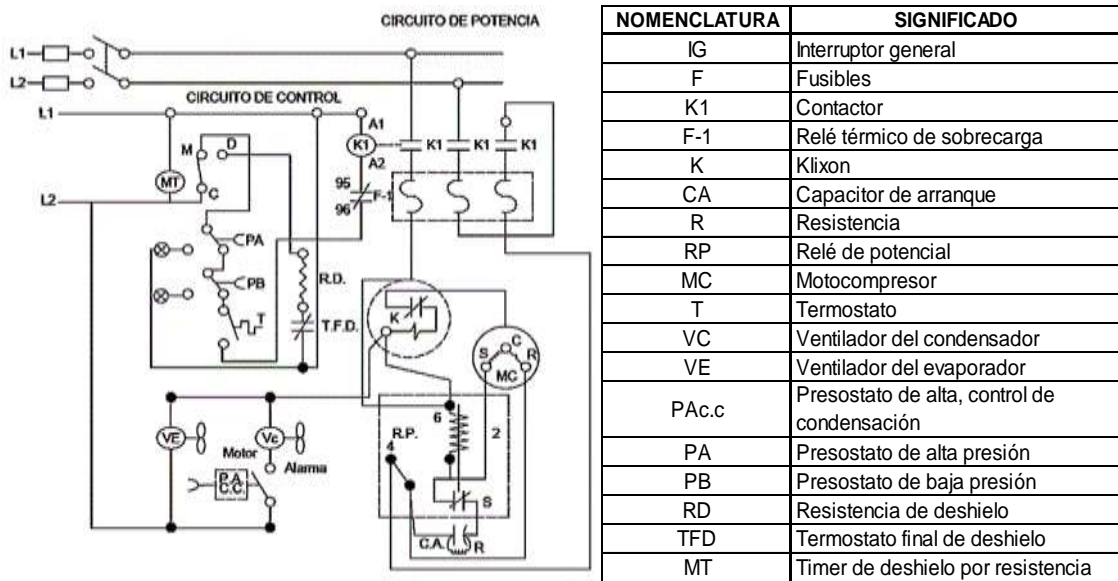 CIRCUITO DE POTENCIA
L1
L2
CIRCUITO DE CONTROL
L1
A1
K1 K1 K1 K1
M D
A2
MT
C
95
F-1
96
L2
PA
PB
R.D.
T
T.F.D.
K
C
S R
MC
6
R.P. 2
4
VE Vc
Motor Alarma
P.A.
C.C.
S
C.A. R
NOMENCLATURA SIGNIFICADO
IG Interruptor general
F Fusibles
K1 Contactor
F-1 Relé térmico de sobrecarga
K Klixon
CA Capacitor de arranque
R Resistencia
RP Relé de potencial
MC Motocompresor
T Termostato
VC Ventilador del condensador
VE Ventilador del evaporador
PAc.c Presostato de alta, control de
condensación
PA Presostato de alta presión
PB Presostato de baja presión
RD Resistencia de deshielo
TFD Termostato final de deshielo
MT Timer de deshielo por resistencia